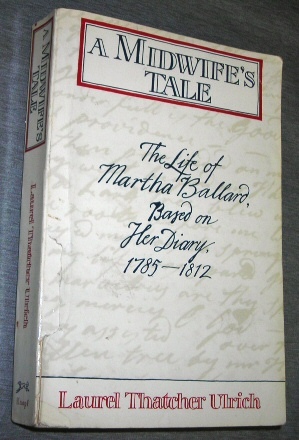 A MIDWIFE'S
TALE
The Life of
Martha Ballard,
Based on
Her Diary,
1785—1812
Laurel Thatcher Ulrich
A MIDWIFE'S
TALE
Laurel Thatcher Ulrich